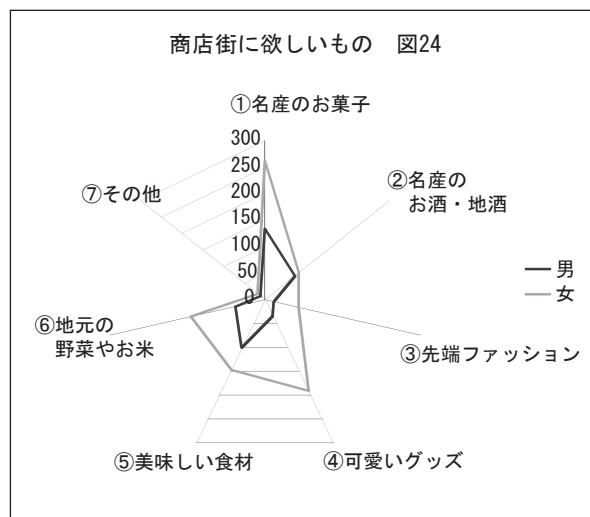 商店街に欲しいもの　図24
①名産のお菓子
300
250
200
150
100
50
0
②名産の
お酒・地酒
③先端ファッション
④可愛いグッズ
⑤美味しい食材
⑥地元の
野菜やお米
⑦その他
男
女